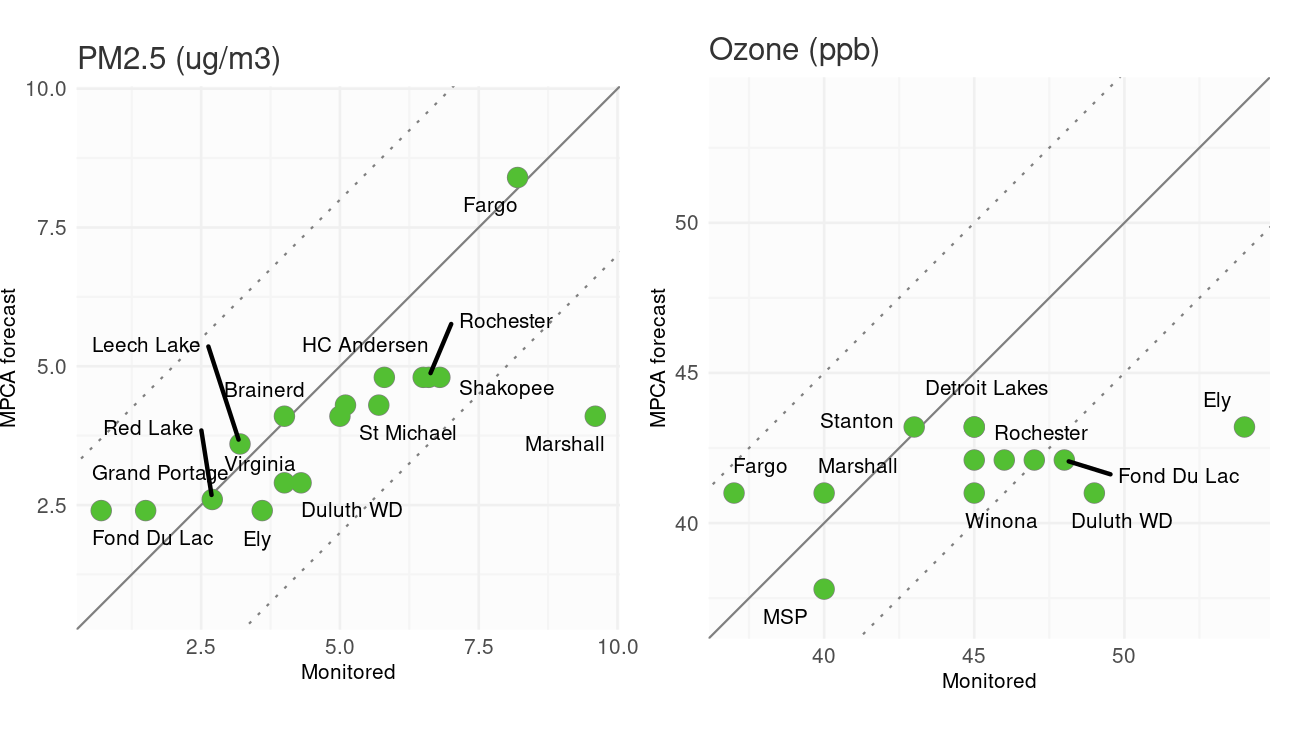 PM2.5 (ug/m3)
10.0
7.5
5.0
2.5
MPCA forecast
Fargo
Rochester
Leech Lake
HC Andersen
Brainerd
Shakopee
Red Lake
St Michael
Marshall
Grand Portage
Virginia
Duluth WD
Fond Du Lac
Ely
2.5
5.0
7.5
10.0
Monitored
Ozone (ppb)
50
45
40
MPCA forecast
Detroit Lakes
Ely
Stanton
Rochester
Fargo
Marshall
Fond Du Lac
Winona
Duluth WD
MSP
40
45
50
Monitored